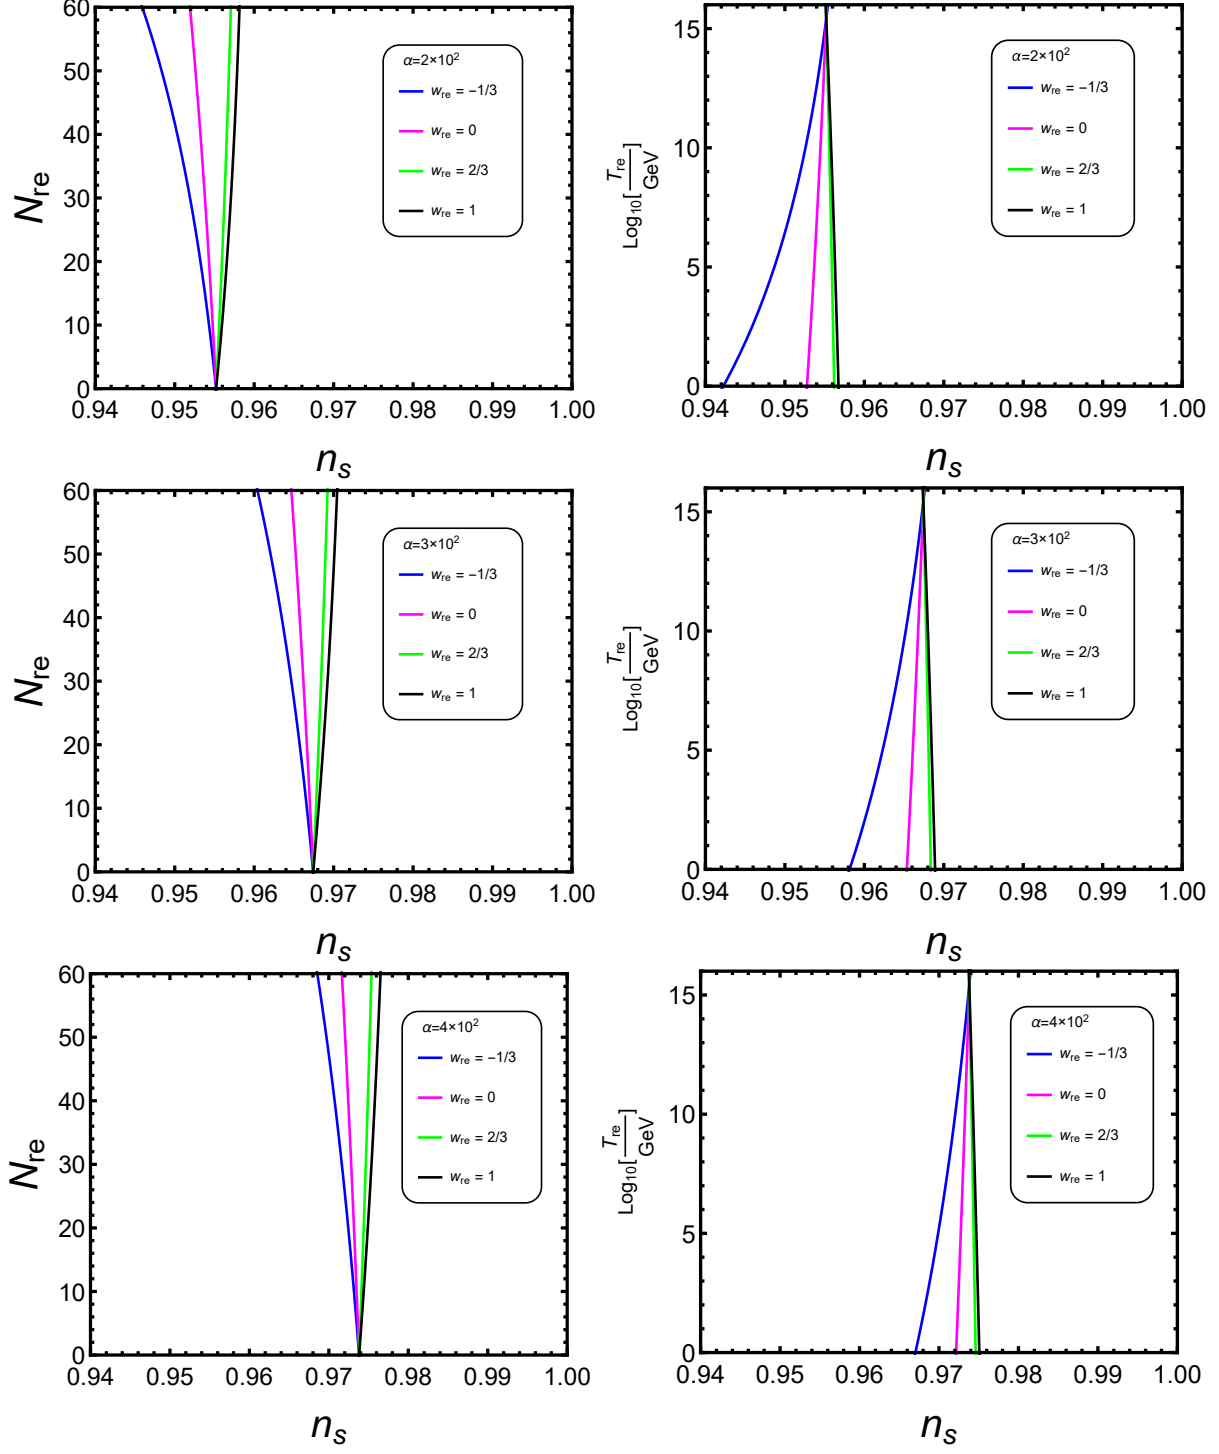 60
50
40
30
20
10
0
N_re
0.94 0.95 0.96 0.97 0.98 0.99 1.00
n_s
α=2×10²
w_re = −1/3
w_re = 0
w_re = 2/3
w_re = 1
15
10
5
0
Log₁₀[T_re/GeV]
0.94 0.95 0.96 0.97 0.98 0.99 1.00
n_s
α=2×10²
w_re = −1/3
w_re = 0
w_re = 2/3
w_re = 1
60
50
40
30
20
10
0
N_re
0.94 0.95 0.96 0.97 0.98 0.99 1.00
n_s
α=3×10²
w_re = −1/3
w_re = 0
w_re = 2/3
w_re = 1
15
10
5
0
Log₁₀[T_re/GeV]
0.94 0.95 0.96 0.97 0.98 0.99 1.00
n_s
α=3×10²
w_re = −1/3
w_re = 0
w_re = 2/3
w_re = 1
60
50
40
30
20
10
0
N_re
0.94 0.95 0.96 0.97 0.98 0.99 1.00
n_s
α=4×10²
w_re = −1/3
w_re = 0
w_re = 2/3
w_re = 1
15
10
5
0
Log₁₀[T_re/GeV]
0.94 0.95 0.96 0.97 0.98 0.99 1.00
n_s
α=4×10²
w_re = −1/3
w_re = 0
w_re = 2/3
w_re = 1